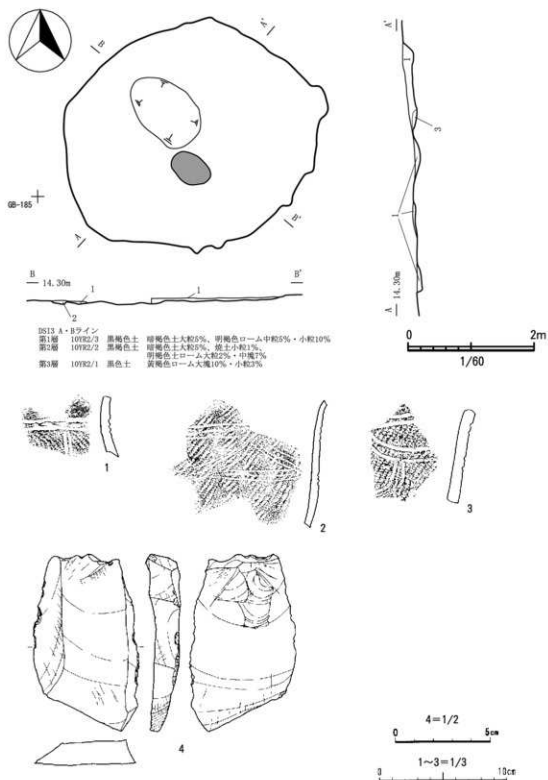 A'
B
GB-185
A
B'
A'
1
3
1
14.30m
A
B
14.30m
1
2
1
B'
0 2m
1/60
DSI3 A・Bライン
第1層 10YR2/3 黒褐色土 暗褐色土大粒5%、明褐色ローム中粒5%・小粒10%
第2層 10YR2/2 黒褐色土 暗褐色土大粒5%、焼土小粒1%、
明褐色土ローム大粒2%・中塊7%
第3層 10YR2/1 黒色土 黄褐色ローム大塊10%・小粒3%
1
2
3
4
4=1/2
0 5cm
1~3=1/3
0 10cm